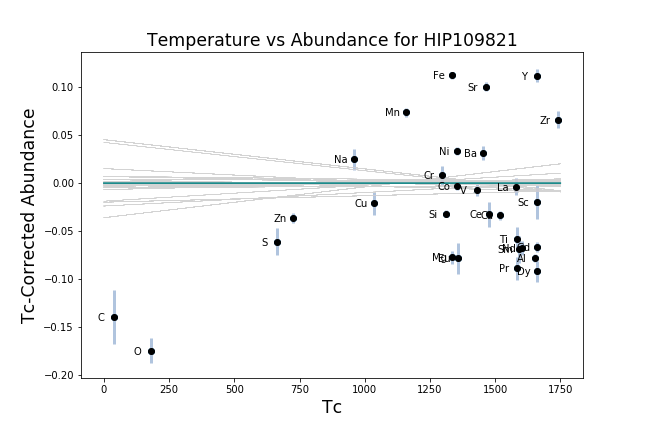 Temperature vs Abundance for HIP109821
Tc-Corrected Abundance
0.10
0.05
0.00
−0.05
−0.10
−0.15
−0.20
Fe
Sr
Y
Mn
Zr
Na
Ni
Ba
Cr
Co
V
La
Cu
Sc
Zn
Si
Ce
S
Ti
Nd
Sm
Mg
Al
Pr
Dy
C
O
0
250
500
750
1000
1250
1500
1750
Tc